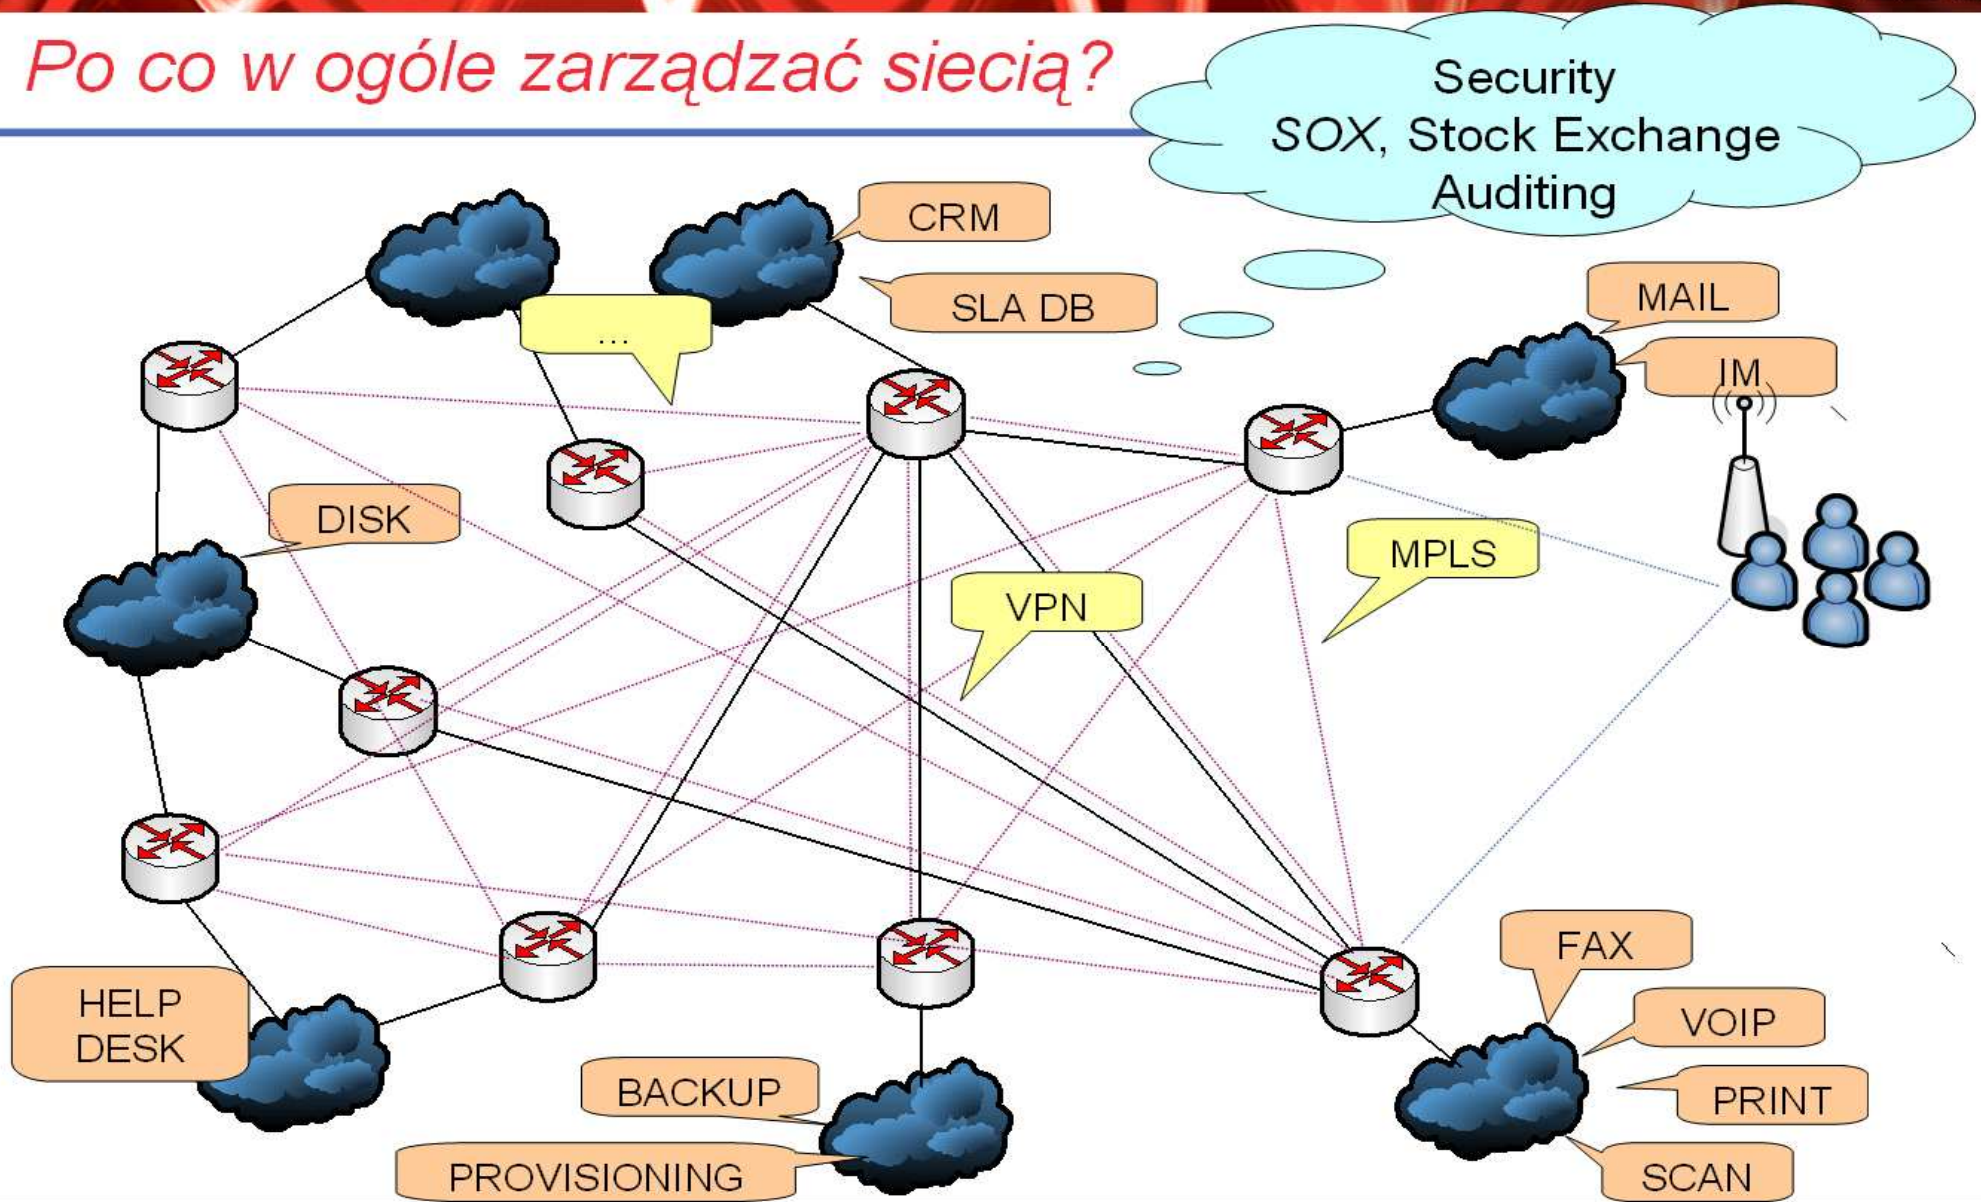 Po co w ogóle zarządzać siecią?
Security
SOX, Stock Exchange
Auditing
CRM
SLA DB
...
MAIL
IM
DISK
MPLS
VPN
HELP
DESK
BACKUP
PROVISIONING
FAX
VOIP
PRINT
SCAN